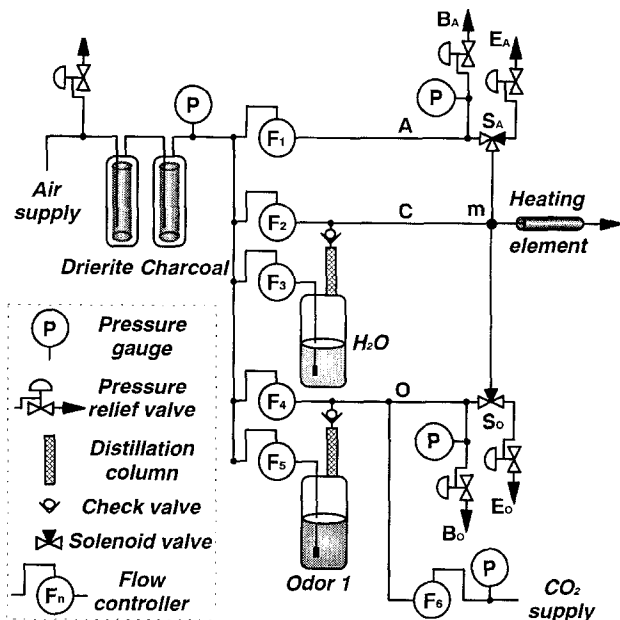 BA
EA
P
P
SA
F1
A
Air
supply
F2
C
m
Heating
element
Drierite Charcoal
F3
H2O
P
Pressure
gauge
Pressure
relief valve
F4
O
SO
P
Distillation
column
F5
EO
BO
Check valve
Solenoid valve
Odor 1
Fn
Flow
controller
F6
P
CO2
supply